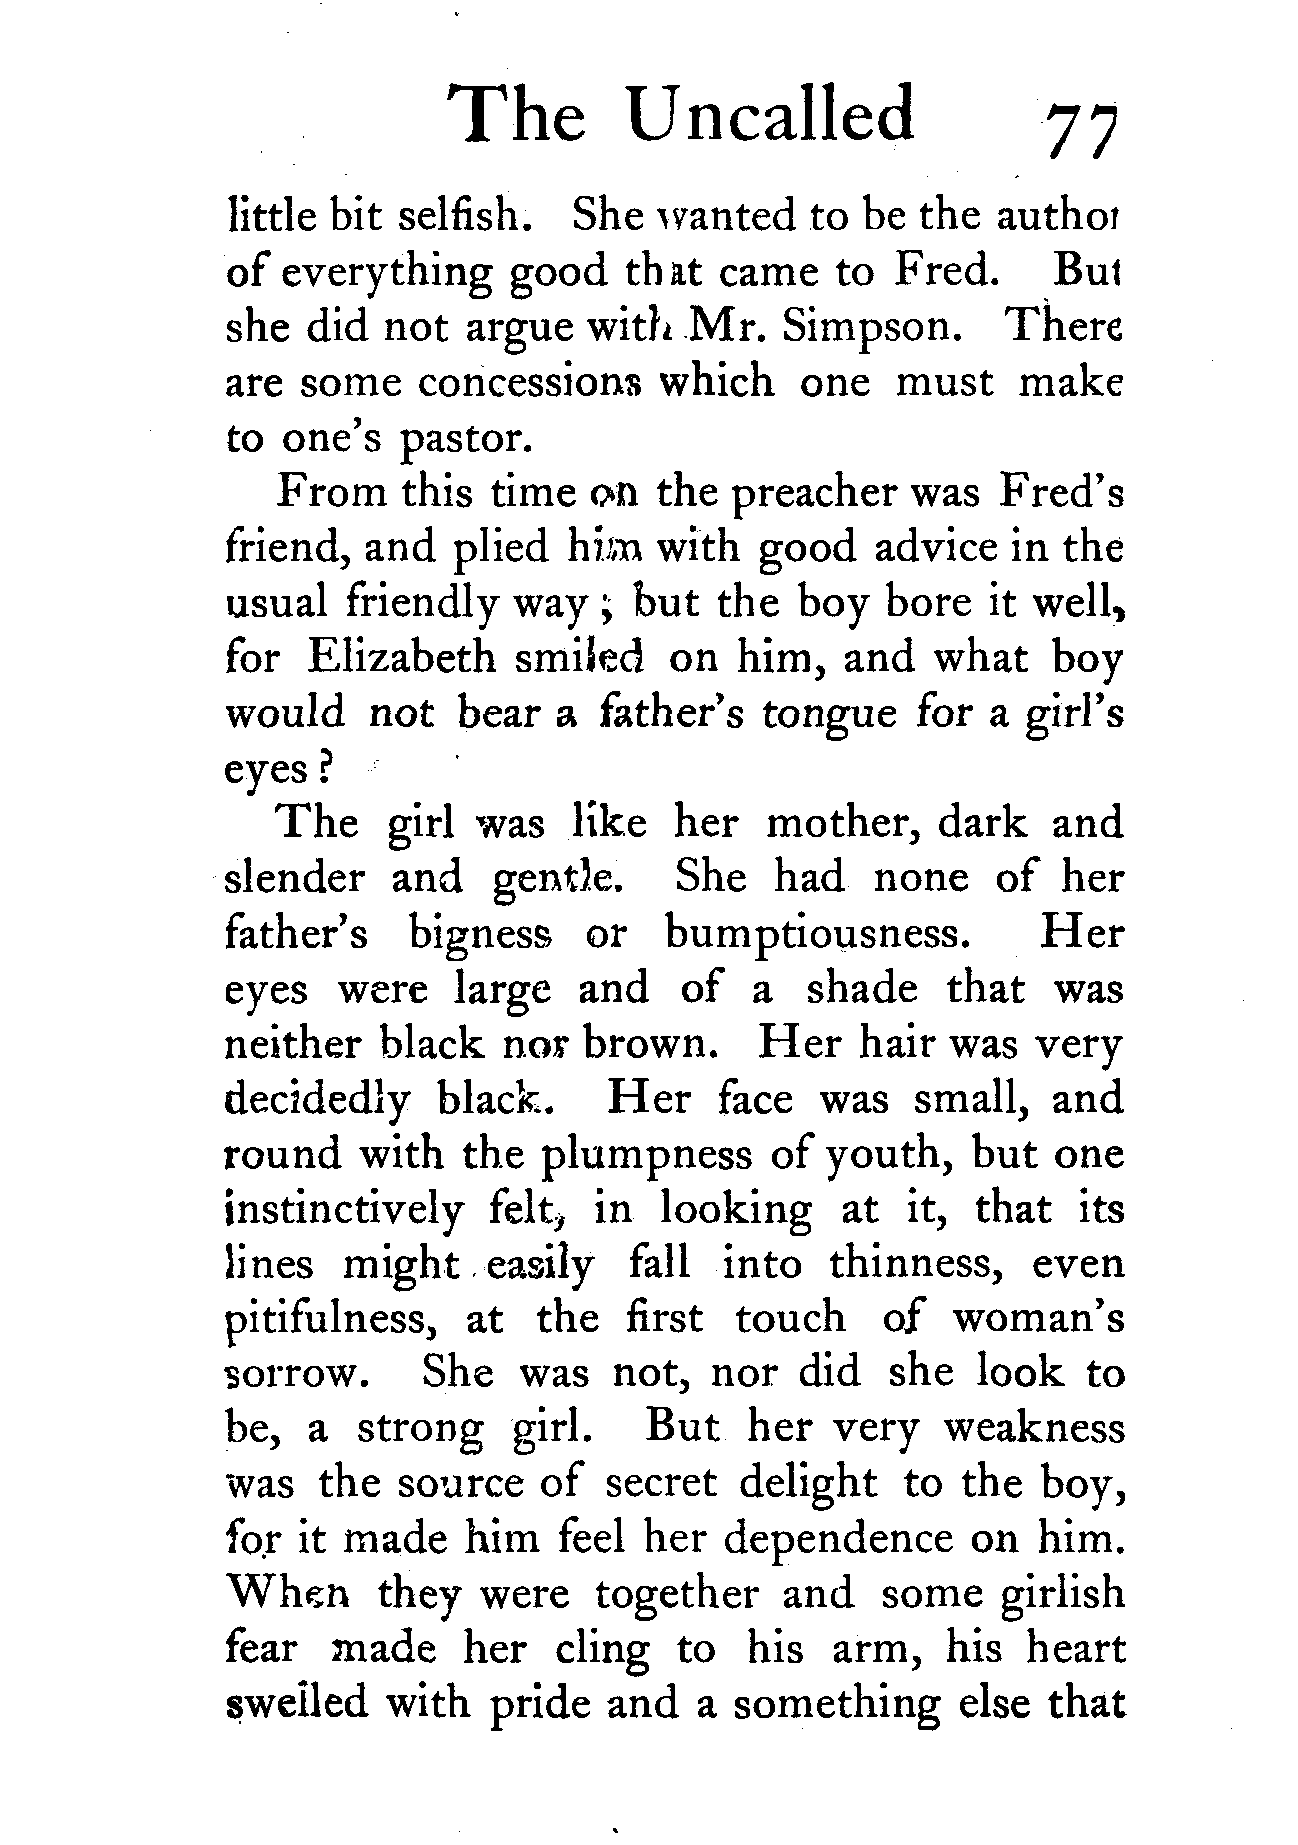 The Uncalled 77
little bit selfish. She wanted to be the author
of everything good that came to Fred. But
she did not argue with Mr. Simpson. There
are some concessions which one must make
to one's pastor.
From this time on the preacher was Fred's
friend, and plied him with good advice in the
usual friendly way; but the boy bore it well,
for Elizabeth smiled on him, and what boy
would not bear a father's tongue for a girl's
eyes?
The girl was like her mother, dark and
slender and gentle. She had none of her
father's bigness or bumptiousness. Her
eyes were large and of a shade that was
neither black nor brown. Her hair was very
decidedly black. Her face was small, and
round with the plumpness of youth, but one
instinctively felt, in looking at it, that its
lines might easily fall into thinness, even
pitifulness, at the first touch of woman's
sorrow. She was not, nor did she look to
be, a strong girl. But her very weakness
was the source of secret delight to the boy,
for it made him feel her dependence on him.
When they were together and some girlish
fear made her cling to his arm, his heart
swelled with pride and a something else that